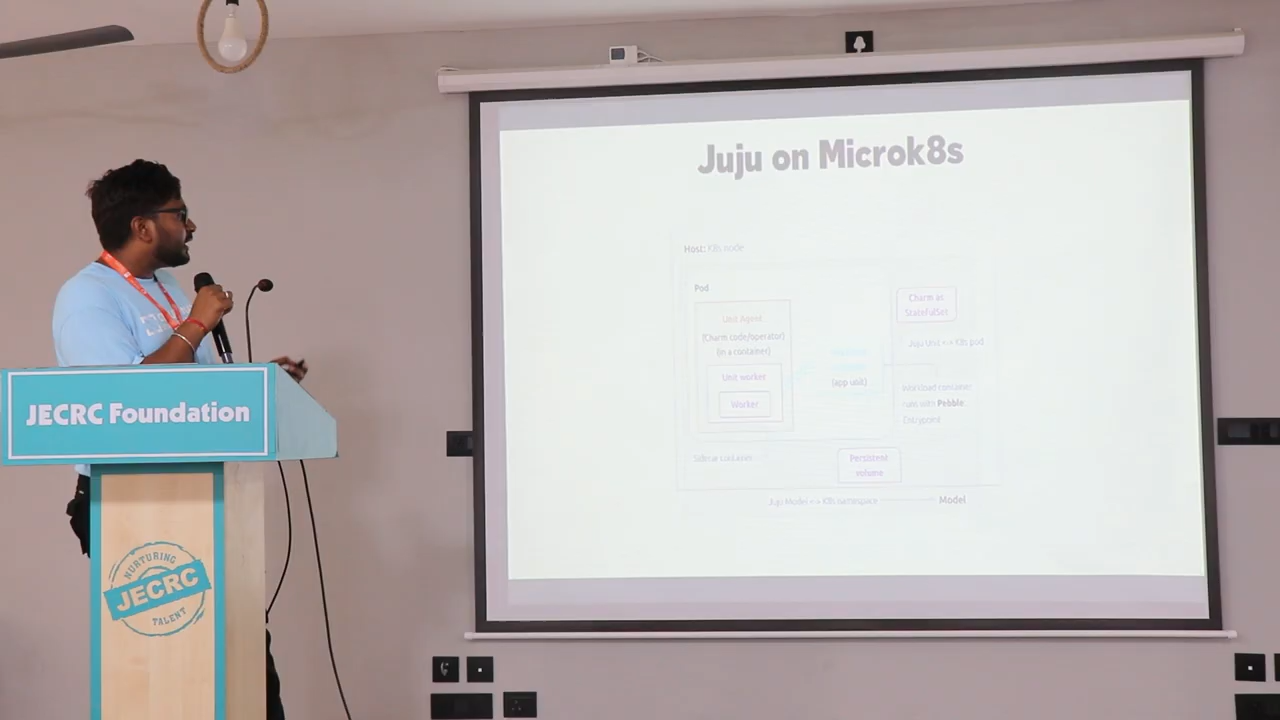 Juju on Microk8s
Host: K8s node
Pod
Unit Agent
(Charm code/operator)
(in a container)
Unit worker
Worker
(app unit)
Charm as
StatefulSet
Juju Unit <-> K8s pod
Workload container
runs with Pebble
Entrypoint
Sidecar container
Persistent
volume
Juju Model <-> K8s namespace
Model
JECRC Foundation
NURTURING
JECRC
TALENT